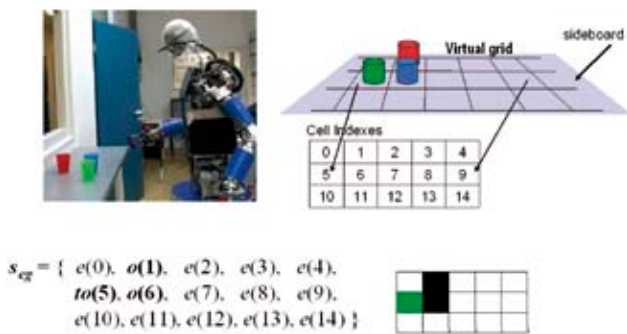 Virtual grid
sideboard
Cell Indexes
0 1 2 3 4
5 6 7 8 9
10 11 12 13 14
s_cg = { e(0), o(1), e(2), e(3), e(4),
to(5), o(6), e(7), e(8), e(9),
e(10), e(11), e(12), e(13), e(14) }